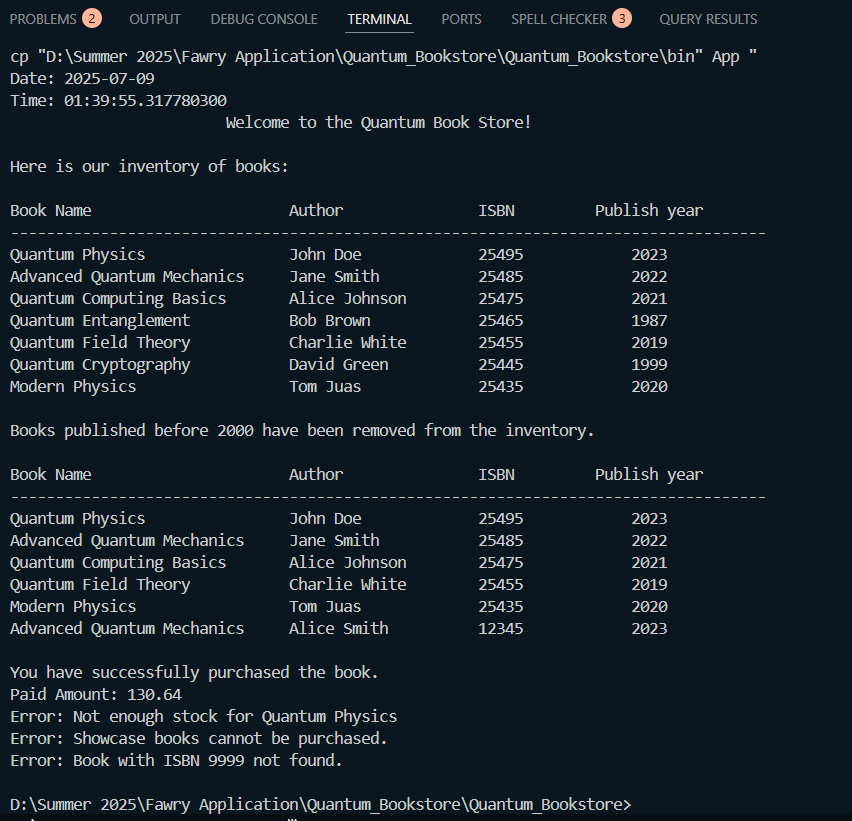 PROBLEMS 2 OUTPUT DEBUG CONSOLE TERMINAL PORTS SPELL CHECKER 3 QUERY RESULTS
cp "D:\Summer 2025\Fawry Application\Quantum_Bookstore\Quantum_Bookstore\bin" App "
Date: 2025-07-09
Time: 01:39:55.317780300
Welcome to the Quantum Book Store!
Here is our inventory of books:
Book Name Author ISBN Publish year
------------------------------------------------------------------------------------
Quantum Physics John Doe 25495 2023
Advanced Quantum Mechanics Jane Smith 25485 2022
Quantum Computing Basics Alice Johnson 25475 2021
Quantum Entanglement Bob Brown 25465 1987
Quantum Field Theory Charlie White 25455 2019
Quantum Cryptography David Green 25445 1999
Modern Physics Tom Juas 25435 2020
Books published before 2000 have been removed from the inventory.
Book Name Author ISBN Publish year
------------------------------------------------------------------------------------
Quantum Physics John Doe 25495 2023
Advanced Quantum Mechanics Jane Smith 25485 2022
Quantum Computing Basics Alice Johnson 25475 2021
Quantum Field Theory Charlie White 25455 2019
Modern Physics Tom Juas 25435 2020
Advanced Quantum Mechanics Alice Smith 12345 2023
You have successfully purchased the book.
Paid Amount: 130.64
Error: Not enough stock for Quantum Physics
Error: Showcase books cannot be purchased.
Error: Book with ISBN 9999 not found.
D:\Summer 2025\Fawry Application\Quantum_Bookstore\Quantum_Bookstore>